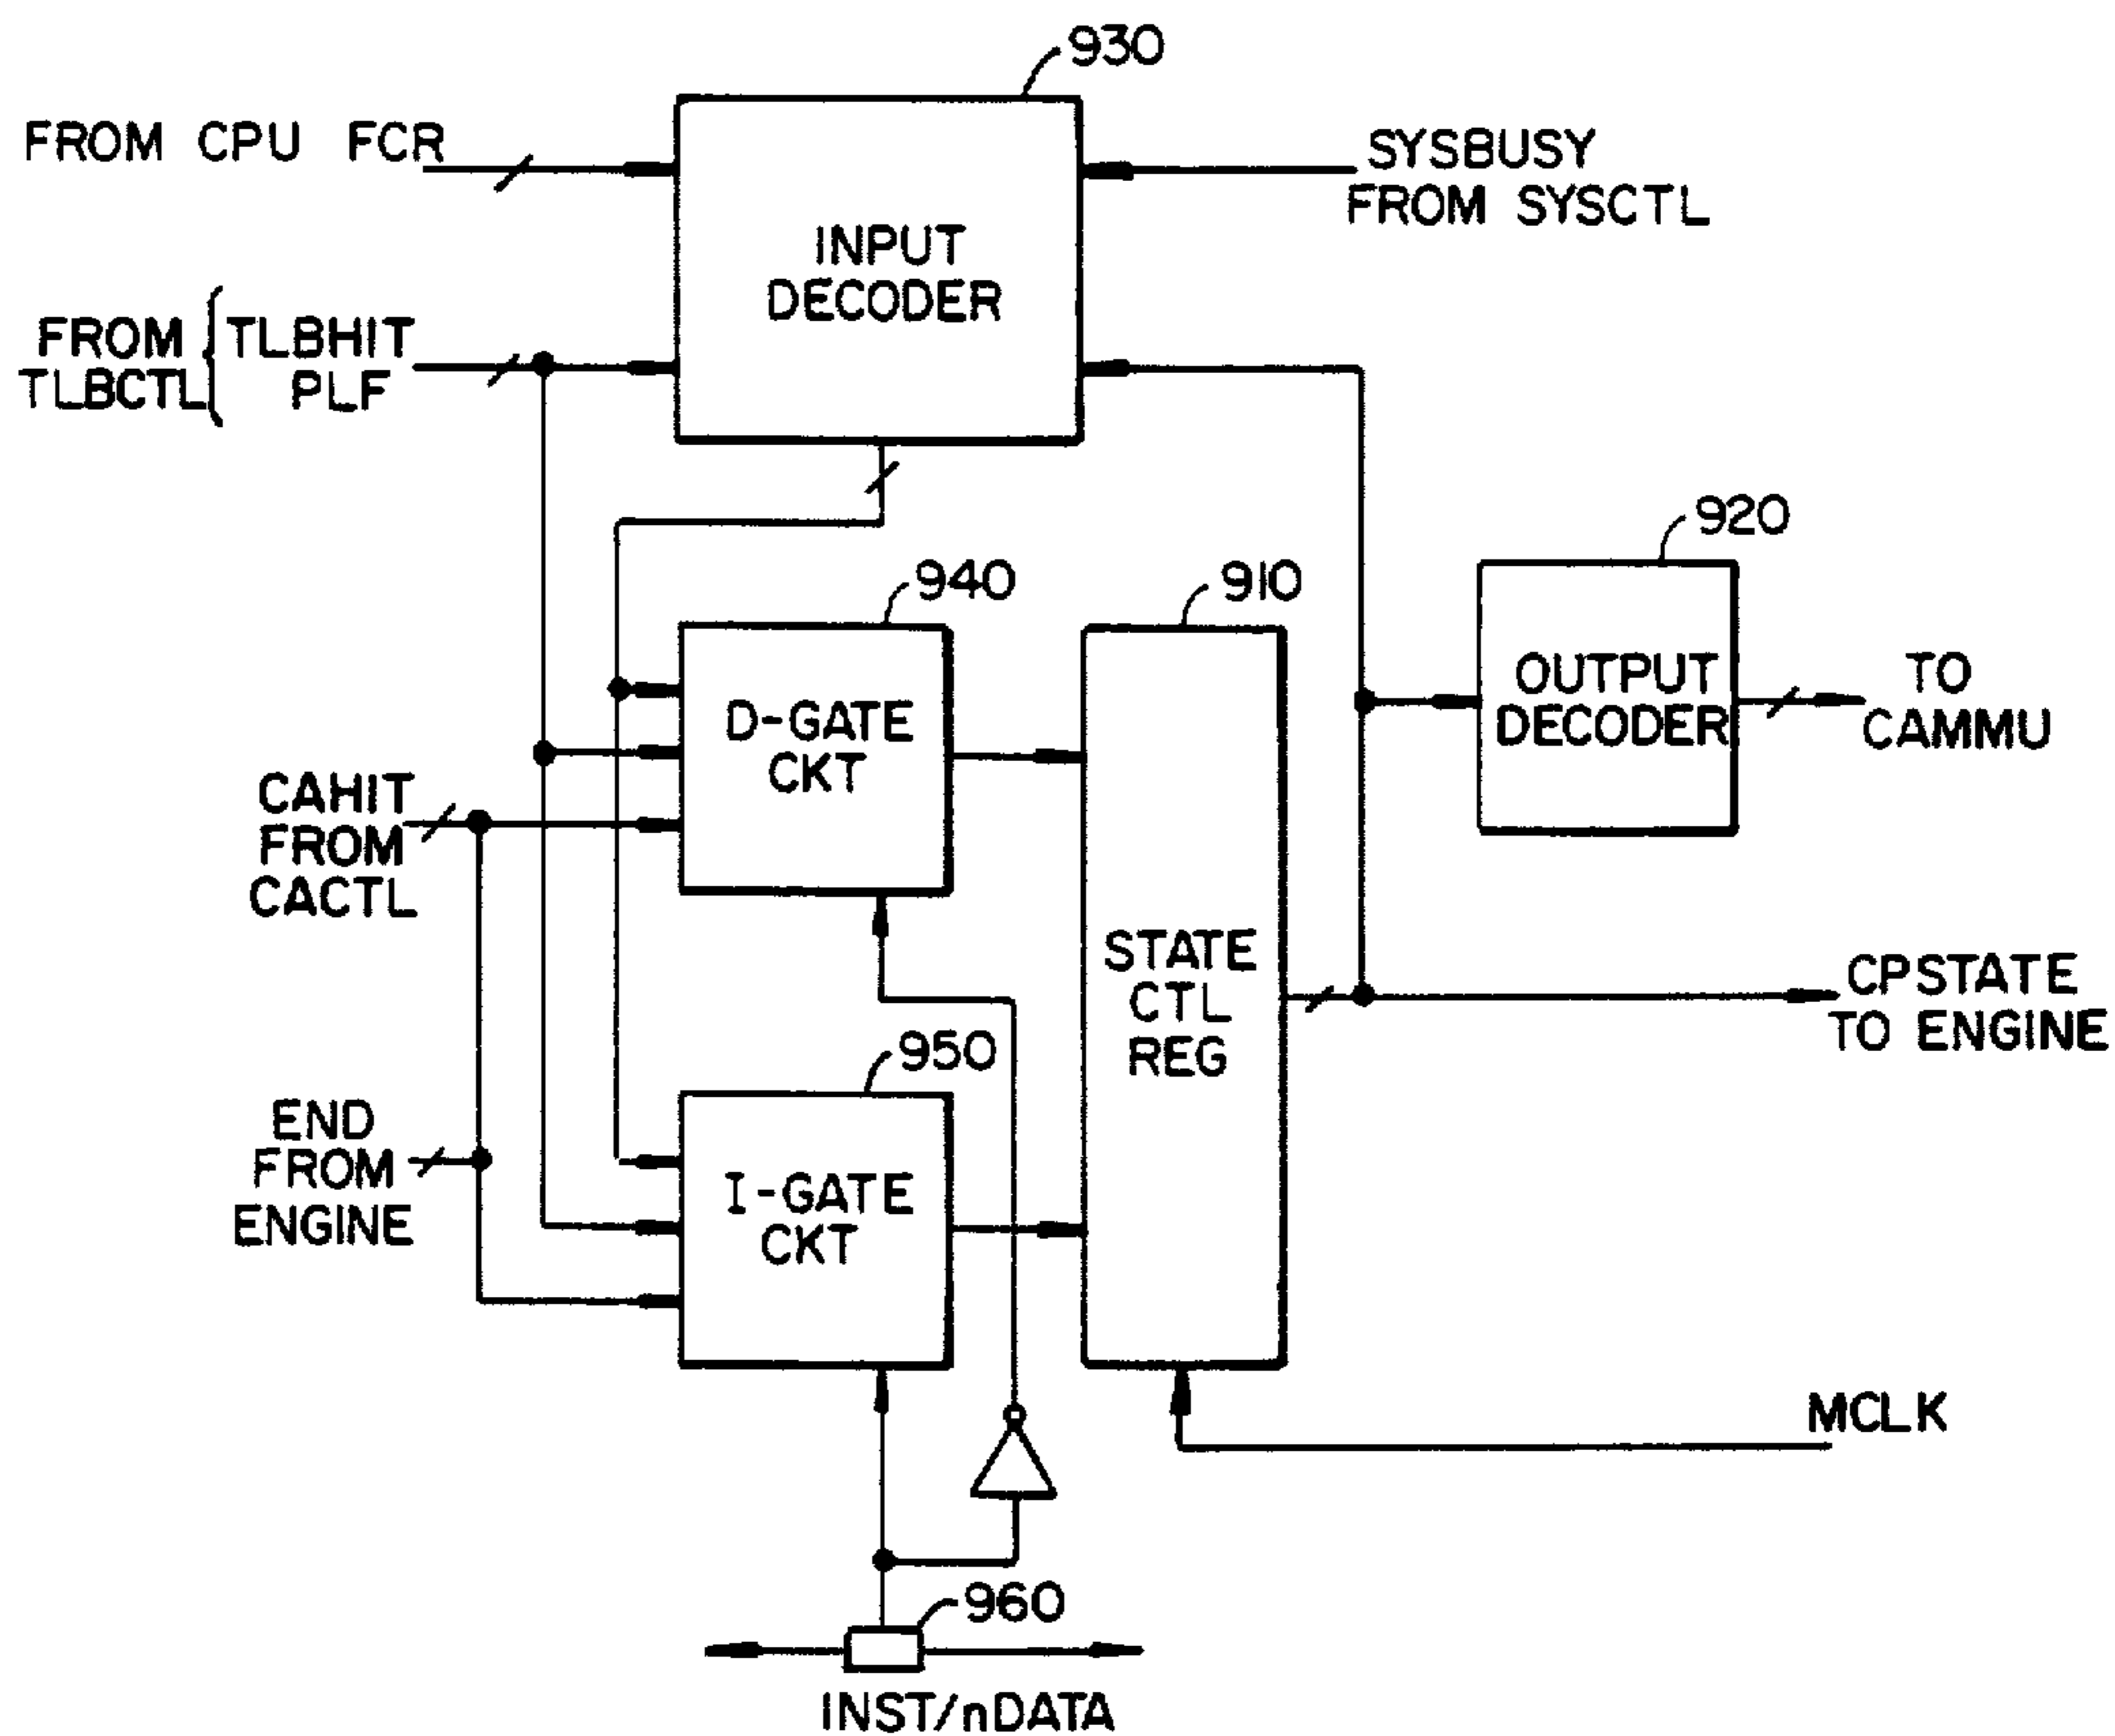 930
FROM CPU FCR
SYSBUSY
FROM SYSCTL
INPUT
DECODER
FROM
TLBCTL
TLBHIT
PLF
920
940
910
OUTPUT
DECODER
TO
CAMMU
D-GATE
CKT
CAHIT
FROM
CACTL
STATE
CTL
REG
CPSTATE
TO ENGINE
950
END
FROM
ENGINE
I-GATE
CKT
MCLK
960
INST/nDATA